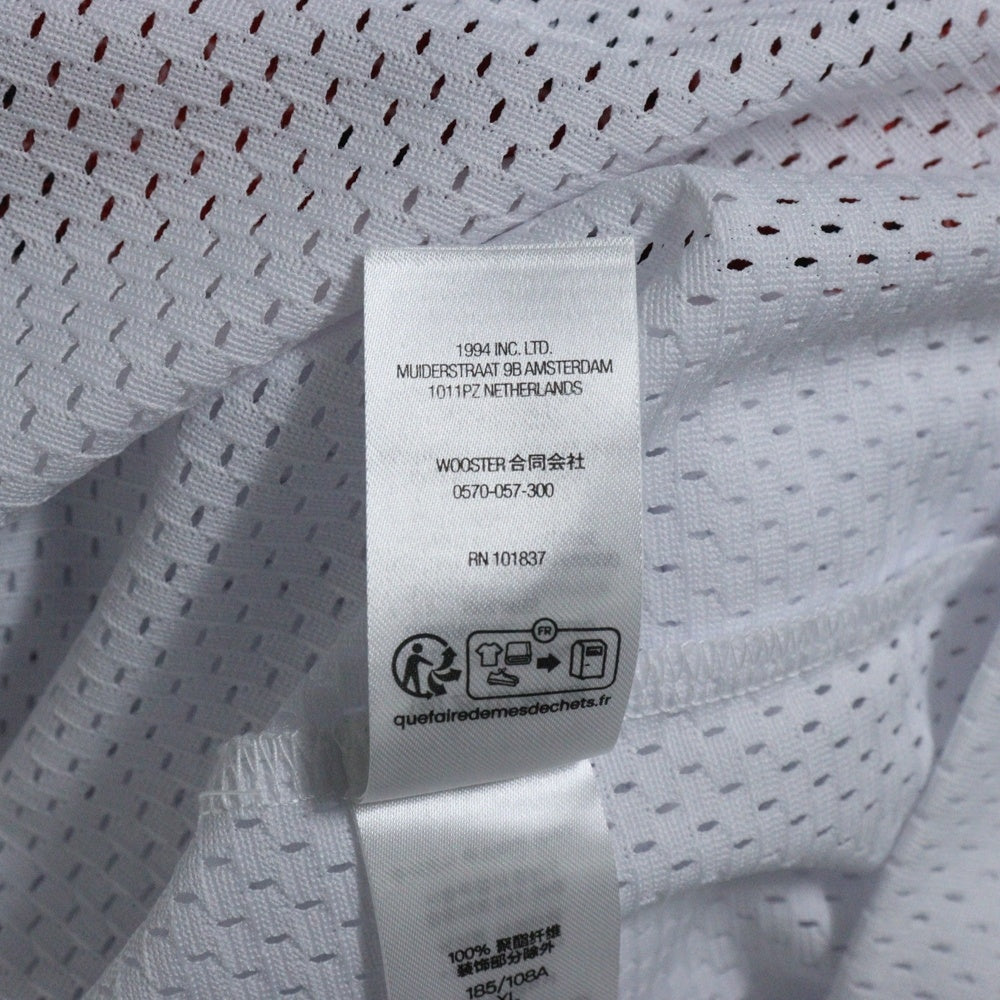 1994 INC. LTD.
MUIDERSTRAAT 9B AMSTERDAM
1011PZ NETHERLANDS
WOOSTER 合同会社
0570-057-300
RN 101837
FR
quefairedemesdechets.fr
100% 聚酯纤维
装饰部分除外
185/108A
XL